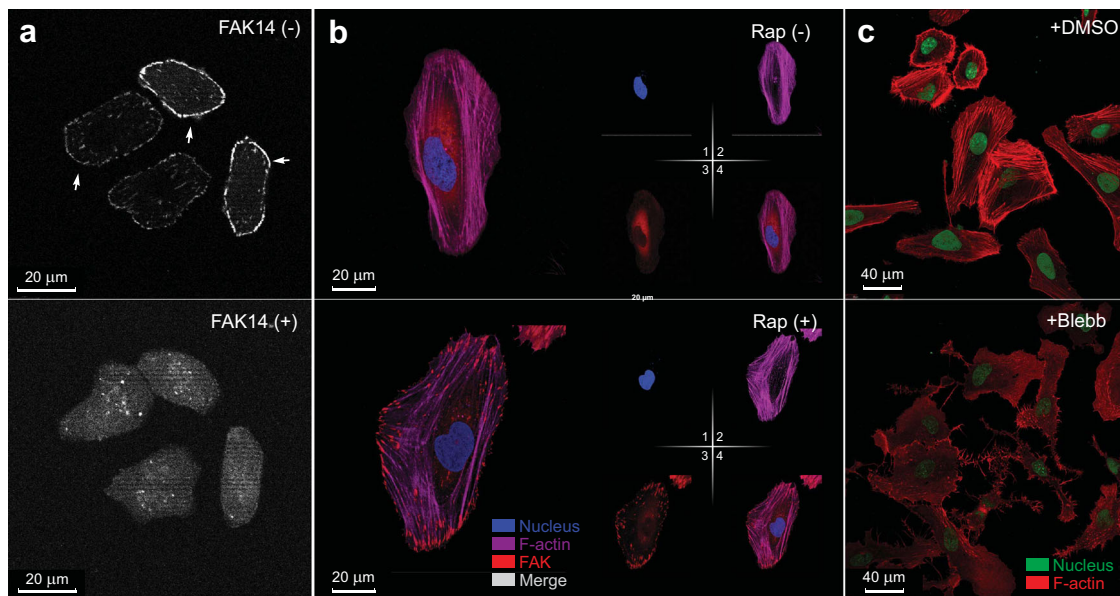 a
FAK14 (-)
20 µm
FAK14 (+)
20 µm
b
Rap (-)
1 2
3 4
20 µm
20 µm
Rap (+)
1 2
3 4
Nucleus
F-actin
FAK
Merge
20 µm
c
+DMSO
40 µm
+Blebb
Nucleus
F-actin
40 µm